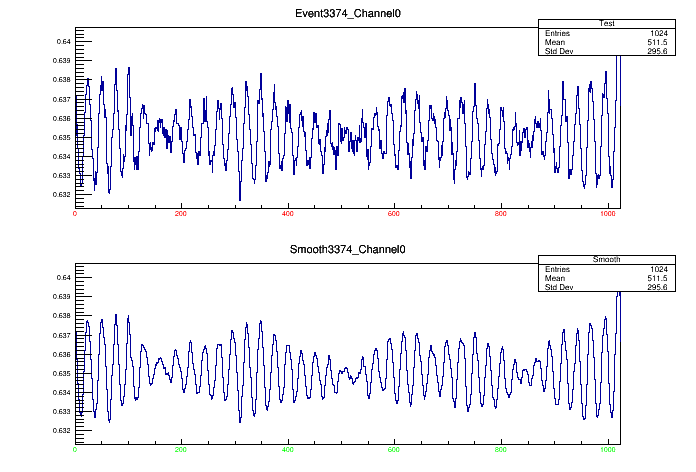 Event3374_Channel0
Test
Entries 1024
Mean 511.5
Std Dev 295.6
0.64
0.639
0.638
0.637
0.636
0.635
0.634
0.633
0.632
0 200 400 600 800 1000
Smooth3374_Channel0
Smooth
Entries 1024
Mean 511.5
Std Dev 295.6
0.64
0.639
0.638
0.637
0.636
0.635
0.634
0.633
0.632
0 200 400 600 800 1000